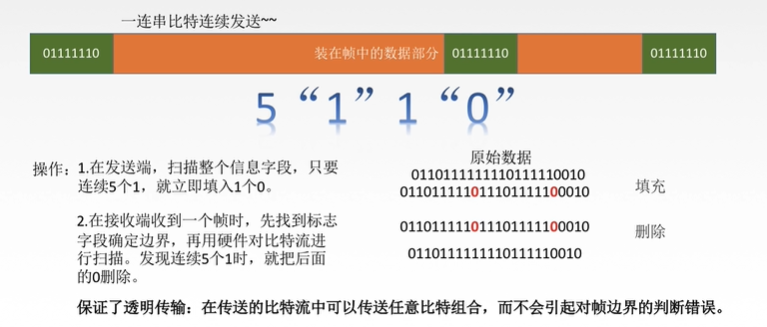 一连串比特连续发送~~
01111110 装在帧中的数据部分 01111110 01111110
5“1”1“0”
操作：1.在发送端，扫描整个信息字段，只要
连续5个1，就立即填入1个0。
2.在接收端收到一个帧时，先找到标志
字段确定边界，再用硬件对比特流进
行扫描。发现连续5个1时，就把后面
的0删除。
原始数据
0110111111110111110010
011011111011101111100010 填充
011011111011101111100010 删除
0110111111110111110010
保证了透明传输：在传送的比特流中可以传送任意比特组合，而不会引起对帧边界的判断错误。